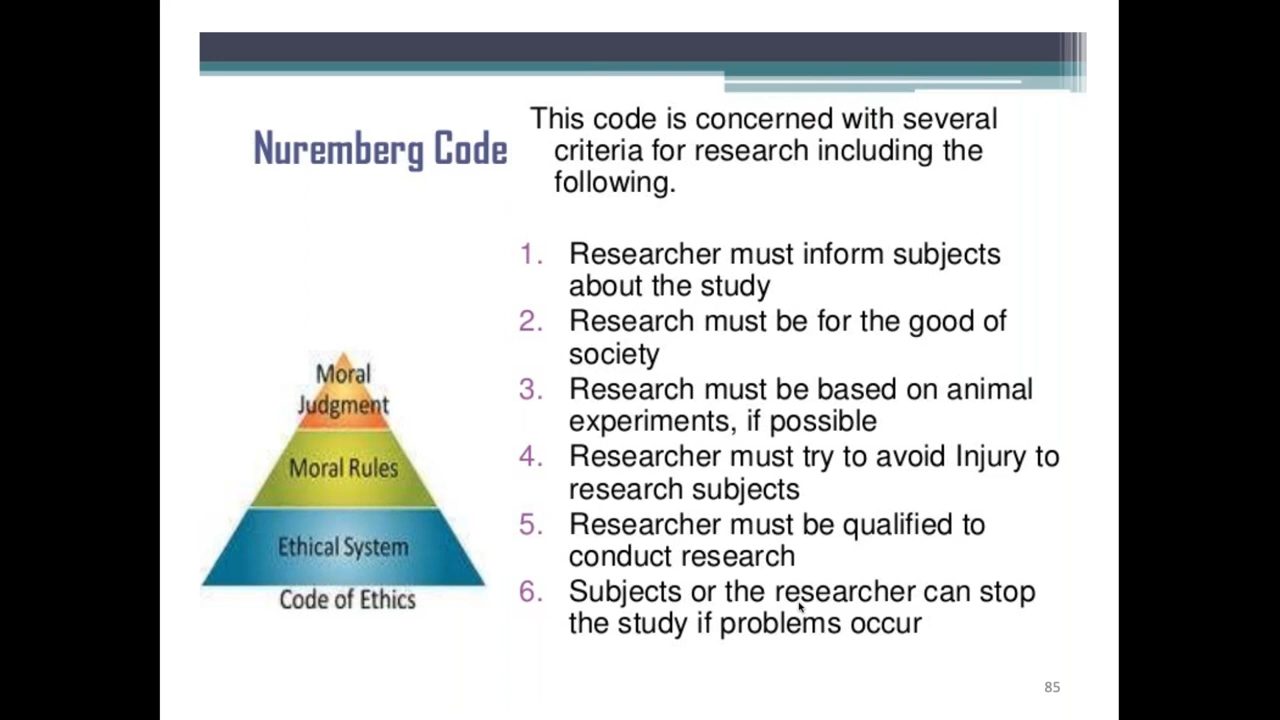 Nuremberg Code
This code is concerned with several
criteria for research including the
following.
1. Researcher must inform subjects
about the study
2. Research must be for the good of
society
3. Research must be based on animal
experiments, if possible
4. Researcher must try to avoid Injury to
research subjects
5. Researcher must be qualified to
conduct research
6. Subjects or the researcher can stop
the study if problems occur
Moral
Judgment
Moral Rules
Ethical System
Code of Ethics
85